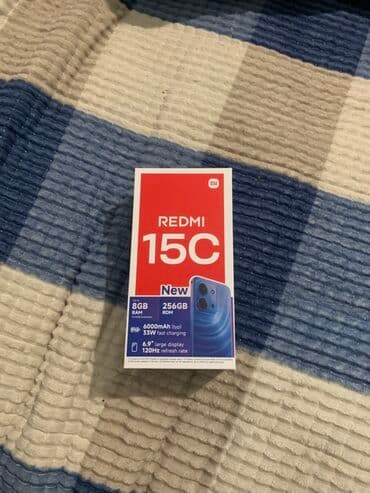 mi
REDMI
15C
New
8GB
256GB
RAM
ROM
6000mAh (typ)
33W fast charging
6.9" large display
120Hz refresh rate